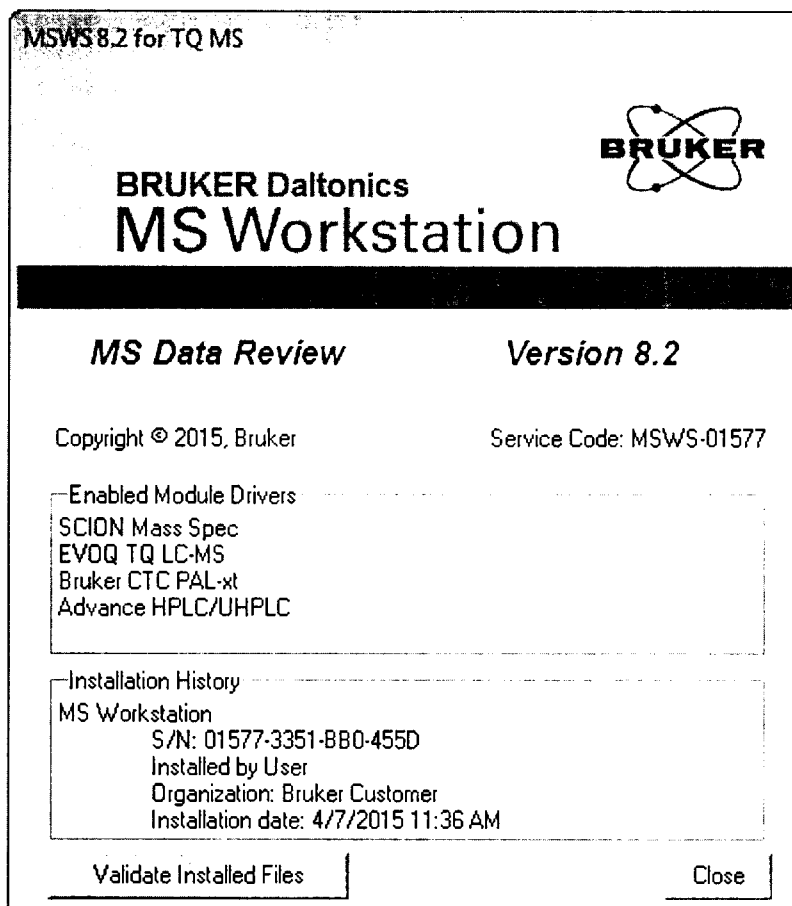 MSWS 8.2 for TQ MS
BRUKER
BRUKER Daltonics
MS Workstation
MS Data Review Version 8.2
Copyright © 2015, Bruker Service Code: MSWS-01577
Enabled Module Drivers
SCION Mass Spec
EVOQ TQ LC-MS
Bruker CTC PAL-xt
Advance HPLC/UHPLC
Installation History
MS Workstation
S/N: 01577-3351-BB0-455D
Installed by User
Organization: Bruker Customer
Installation date: 4/7/2015 11:36 AM
Validate Installed Files Close